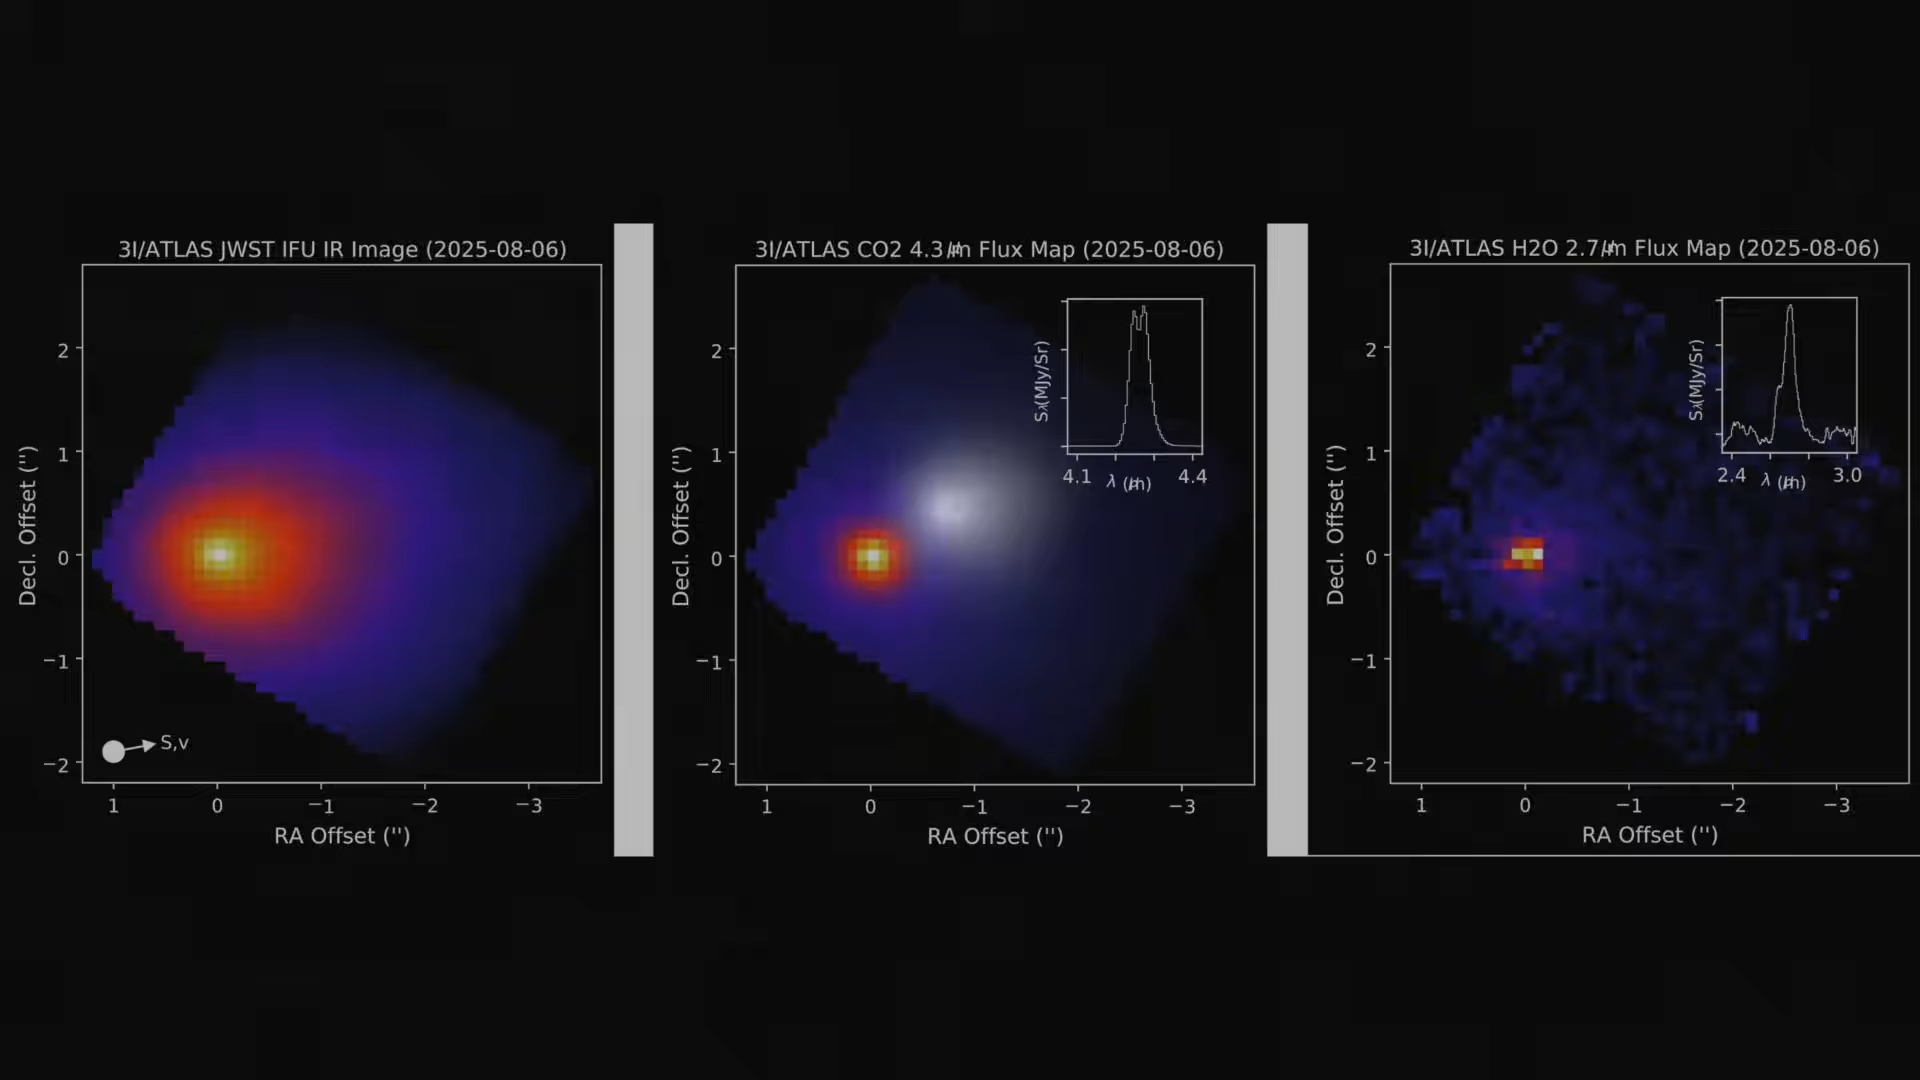 3I/ATLAS JWST IFU IR Image (2025-08-06)
Decl. Offset ('')
2
1
0
−1
−2
S,v
1 0 −1 −2 −3
RA Offset ('')
3I/ATLAS CO2 4.3μm Flux Map (2025-08-06)
Decl. Offset ('')
2
1
0
−1
−2
Sλ(MJy/Sr)
4.1 λ (μm) 4.4
1 0 −1 −2 −3
RA Offset ('')
3I/ATLAS H2O 2.7μm Flux Map (2025-08-06)
Decl. Offset ('')
2
1
0
−1
−2
Sλ(MJy/Sr)
2.4 λ (μm) 3.0
1 0 −1 −2 −3
RA Offset ('')